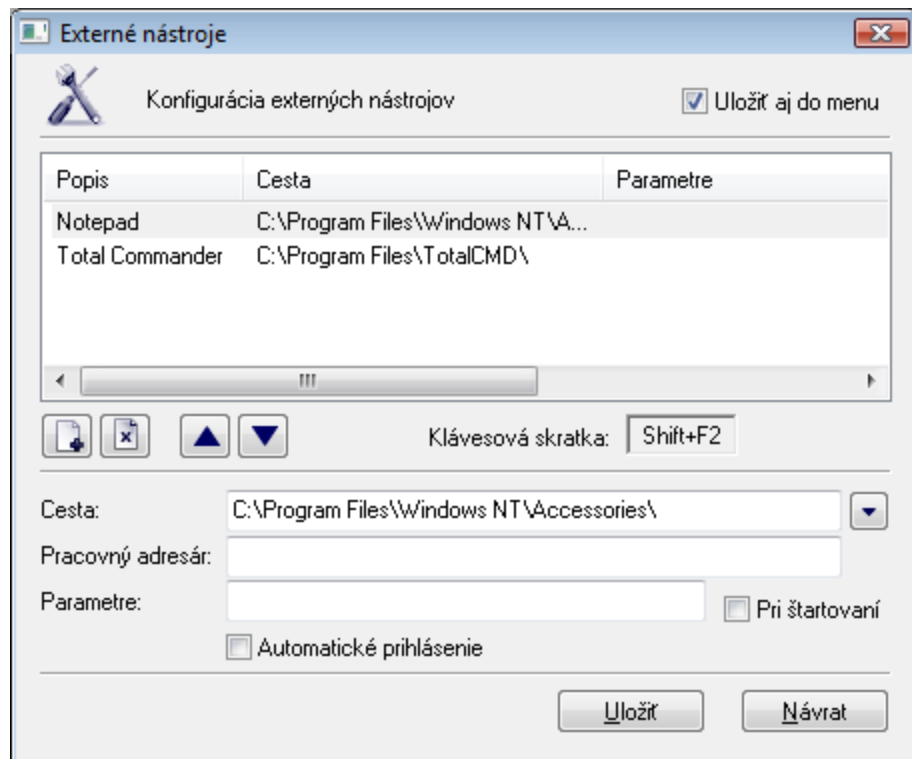 Externé nástroje
Konfigurácia externých nástrojov
Uložiť aj do menu
Popis Cesta Parametre
Notepad C:\Program Files\Windows NT\A...
Total Commander C:\Program Files\TotalCMD\
Klávesová skratka: Shift+F2
Cesta: C:\Program Files\Windows NT\Accessories\
Pracovný adresár:
Parametre:
Pri štartovaní
Automatické prihlásenie
Uložiť Návrat